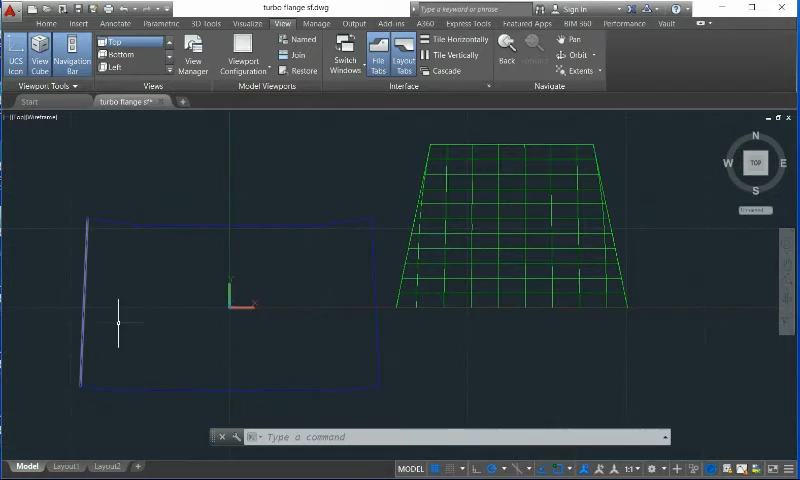 turbo flange sf.dwg
Type a keyword or phrase
Sign In
Home Insert Annotate Parametric 3D Tools Visualize View Manage Output Add-ins A360 Express Tools Featured Apps BIM 360 Performance Vault
UCS Icon
View Cube
Navigation Bar
Top
Bottom
Left
View Manager
Viewport Configuration
Named
Join
Restore
Switch Windows
File Tabs
Layout Tabs
Tile Horizontally
Tile Vertically
Cascade
Back
Pan
Orbit
Extents
Viewport Tools
Views
Model Viewports
Interface
Navigate
Start
turbo flange sf*
[Top][Wireframe]
N
W
TOP
E
S
Unnamed
Y
X
Type a command
Model Layout1 Layout2
MODEL
1:1